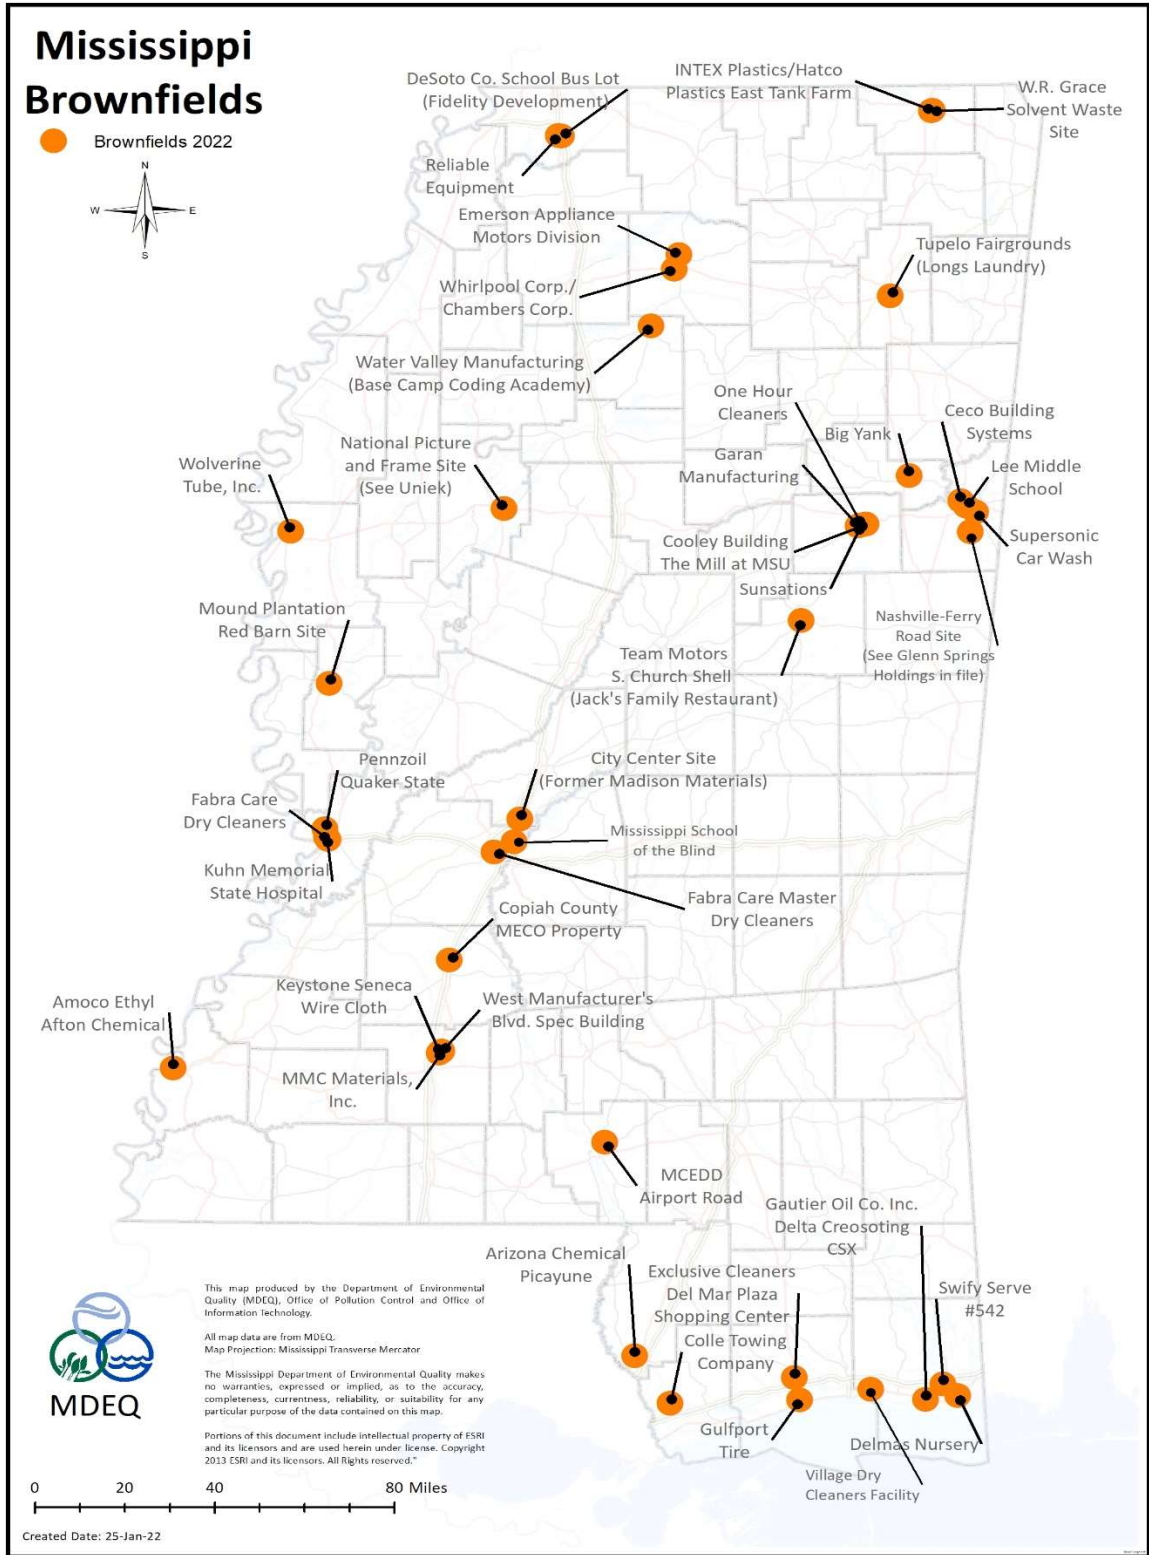 Mississippi
Brownfields
Brownfields 2022
N
W
E
S
DeSoto Co. School Bus Lot
(Fidelity Development)
INTEX Plastics/Hatco
Plastics East Tank Farm
W.R. Grace
Solvent Waste
Site
Reliable
Equipment
Emerson Appliance
Motors Division
Tupelo Fairgrounds
(Longs Laundry)
Whirlpool Corp./
Chambers Corp.
Water Valley Manufacturing
(Base Camp Coding Academy)
One Hour
Cleaners
Ceco Building
Systems
Big Yank
National Picture
and Frame Site
(See Uniek)
Garan
Manufacturing
Lee Middle
School
Wolverine
Tube, Inc.
Cooley Building
The Mill at MSU
Supersonic
Car Wash
Sunsations
Mound Plantation
Red Barn Site
Nashville-Ferry
Road Site
(See Glenn Springs
Holdings in file)
Team Motors
S. Church Shell
(Jack's Family Restaurant)
Pennzoil
Quaker State
City Center Site
(Former Madison Materials)
Fabra Care
Dry Cleaners
Mississippi School
of the Blind
Kuhn Memorial
State Hospital
Fabra Care Master
Dry Cleaners
Copiah County
MECO Property
Keystone Seneca
Wire Cloth
West Manufacturer's
Blvd. Spec Building
Amoco Ethyl
Afton Chemical
MMC Materials,
Inc.
MCEDD
Airport Road
Gautier Oil Co. Inc.
Delta Creosoting
CSX
Arizona Chemical
Picayune
Exclusive Cleaners
Del Mar Plaza
Shopping Center
Swify Serve
#542
Colle Towing
Company
Gulfport
Tire
Delmas Nursery
Village Dry
Cleaners Facility
MDEQ
This map produced by the Department of Environmental
Quality (MDEQ), Office of Pollution Control and Office of
Information Technology.
All map data are from MDEQ.
Map Projection: Mississippi Transverse Mercator
The Mississippi Department of Environmental Quality makes
no warranties, expressed or implied, as to the accuracy,
completeness, currentness, reliability, or suitability for any
particular purpose of the data contained on this map.
Portions of this document include intellectual property of ESRI
and its licensors and are used herein under license. Copyright
2013 ESRI and its licensors. All Rights reserved."
0 20 40 80 Miles
Created Date: 25-Jan-22